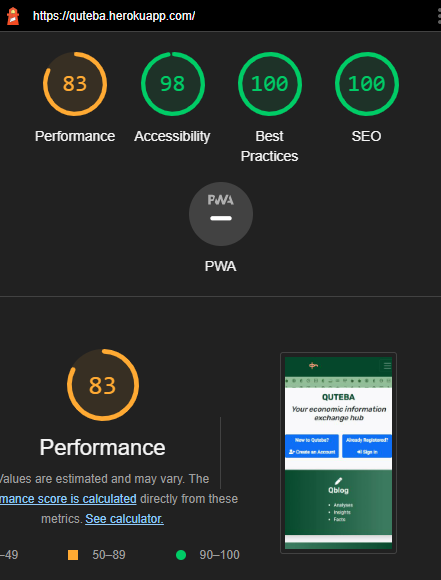 https://quteba.herokuapp.com/
83
98
100
100
Performance
Accessibility
Best
Practices
SEO
PWA
PWA
83
Performance
Values are estimated and may vary. The
mance score is calculated directly from these
metrics. See calculator.
–49
50–89
90–100
QUTEBA
Your economic information
exchange hub
New to Quteba?
Create an Account
Already Registered?
Sign in
Qblog
• Analyses
• Insights
• Facts